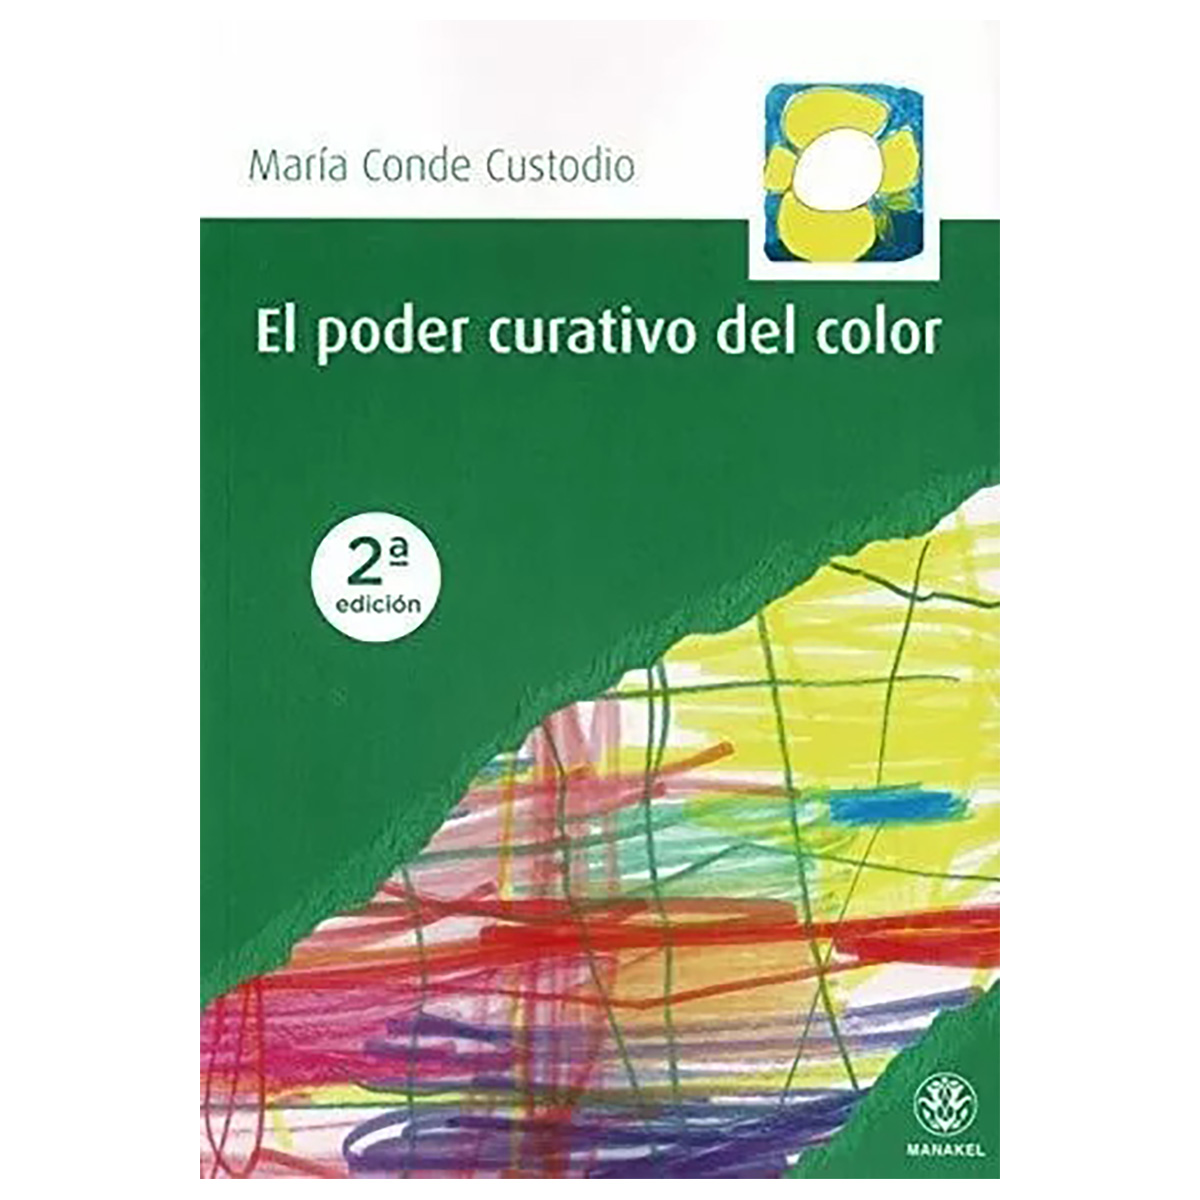 María Conde Custodio
El poder curativo del color
2ª
edición
MANAKEL